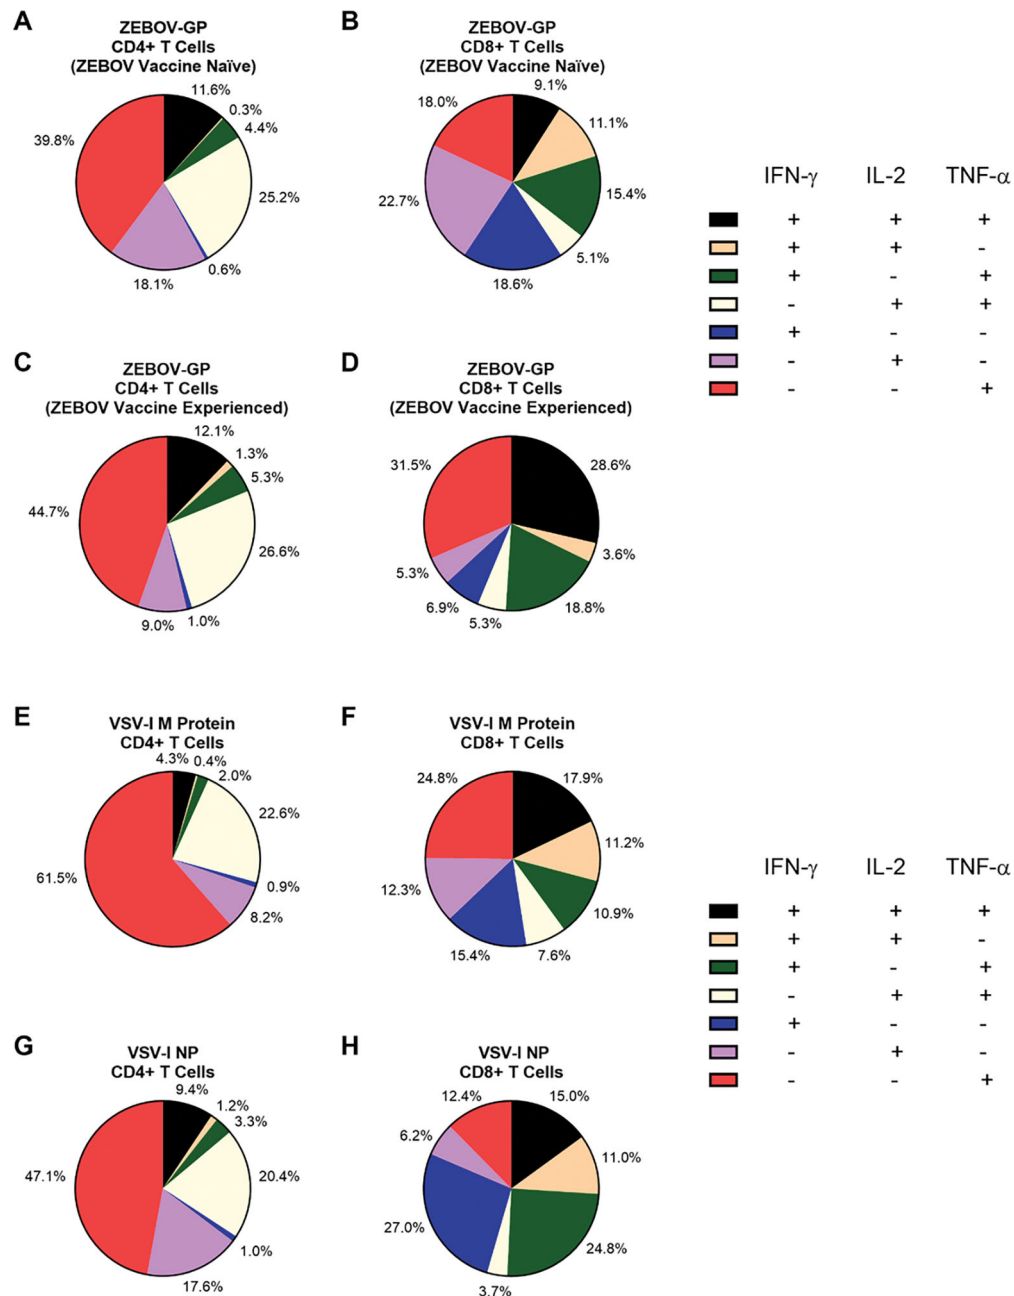 A
ZEBOV-GP
CD4+ T Cells
(ZEBOV Vaccine Naïve)
11.6%
0.3%
4.4%
39.8%
25.2%
0.6%
18.1%
B
ZEBOV-GP
CD8+ T Cells
(ZEBOV Vaccine Naïve)
9.1%
18.0%
11.1%
15.4%
22.7%
5.1%
18.6%
IFN-γ IL-2 TNF-α
+ + +
+ + -
+ - +
- + +
+ - -
- + -
- - +
C
ZEBOV-GP
CD4+ T Cells
(ZEBOV Vaccine Experienced)
12.1%
1.3%
5.3%
44.7%
26.6%
1.0%
9.0%
D
ZEBOV-GP
CD8+ T Cells
(ZEBOV Vaccine Experienced)
31.5%
28.6%
3.6%
5.3%
6.9%
18.8%
5.3%
E
VSV-I M Protein
CD4+ T Cells
4.3%
0.4%
2.0%
22.6%
61.5%
0.9%
8.2%
F
VSV-I M Protein
CD8+ T Cells
24.8%
17.9%
11.2%
12.3%
10.9%
15.4%
7.6%
IFN-γ IL-2 TNF-α
+ + +
+ + -
+ - +
- + +
+ - -
- + -
- - +
G
VSV-I NP
CD4+ T Cells
9.4%
1.2%
3.3%
47.1%
20.4%
1.0%
17.6%
H
VSV-I NP
CD8+ T Cells
12.4%
15.0%
6.2%
11.0%
27.0%
24.8%
3.7%